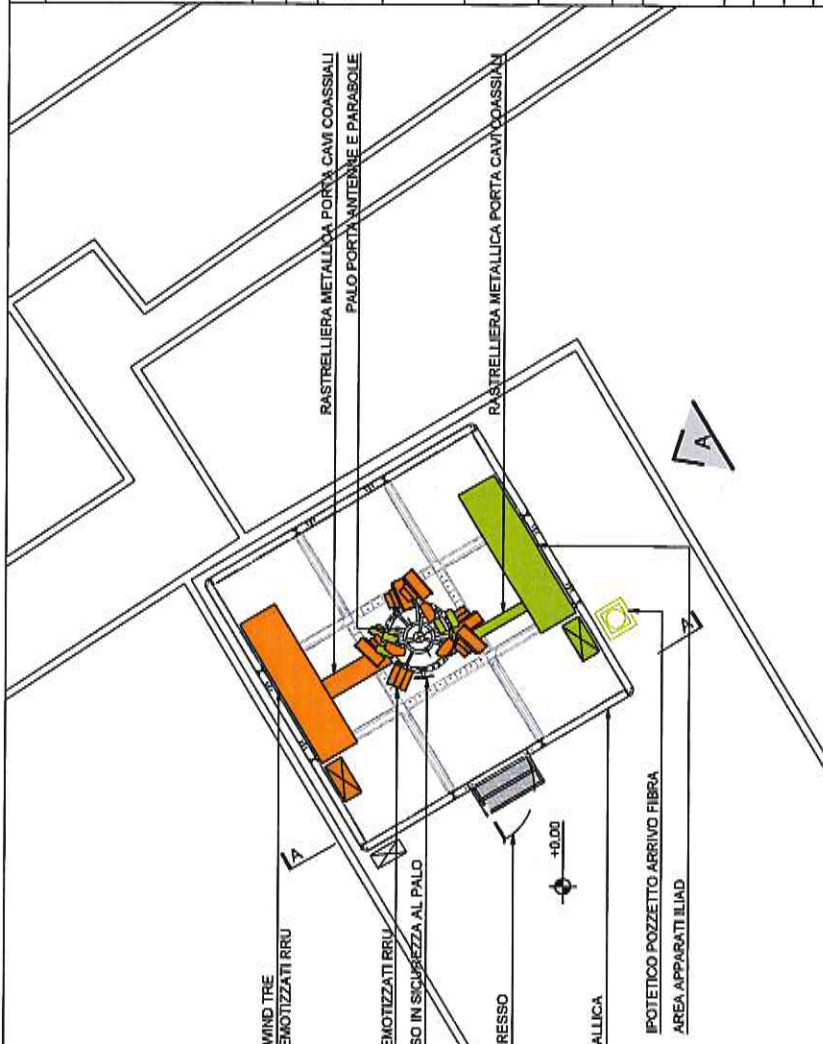 RASTRELLIERA METALLICA PORTA CAVI COASSIALI
PALO PORTA ANTENNE E PARABOLE
RASTRELLIERA METALLICA PORTA CAVI COASSIALI
A
A
A
+0.00
WIND TRE
EMOTIZZATI RRU
EMOTIZZATI RRU
SO IN SICUREZZA AL PALO
RESSO
ALLICA
IPOTETICO POZZETTO ARRIVO FIBRA
AREA APPARATI ILIAD